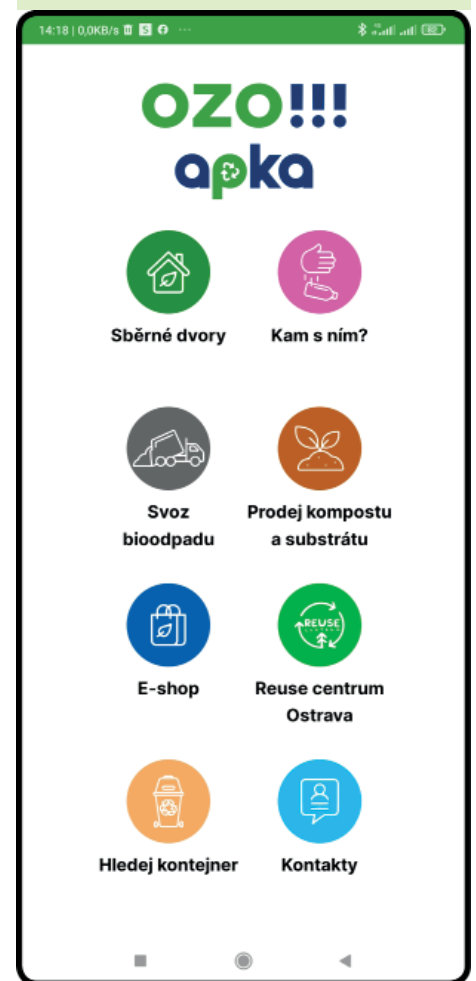 14:18 | 0,0KB/s
OZO!!!
apka
Sběrné dvory
Kam s ním?
Svoz
bioodpadu
Prodej kompostu
a substrátu
E-shop
REUSE
Reuse centrum
Ostrava
Hledej kontejner
Kontakty